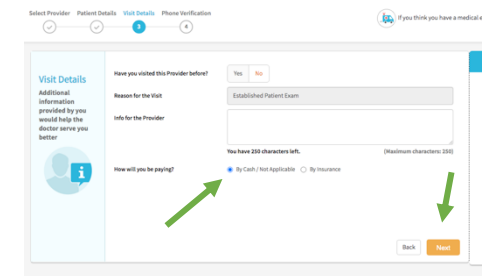 Select Provider Patient Details Visit Details Phone Verification
3 4
If you think you have a medical e
Visit Details
Additional
information
provided by you
would help the
doctor serve you
better
Have you visited this Provider before? Yes No
Reason for the Visit Established Patient Exam
Info for the Provider
You have 250 characters left. (Maximum characters: 250)
How will you be paying? By Cash / Not Applicable By Insurance
Back Next